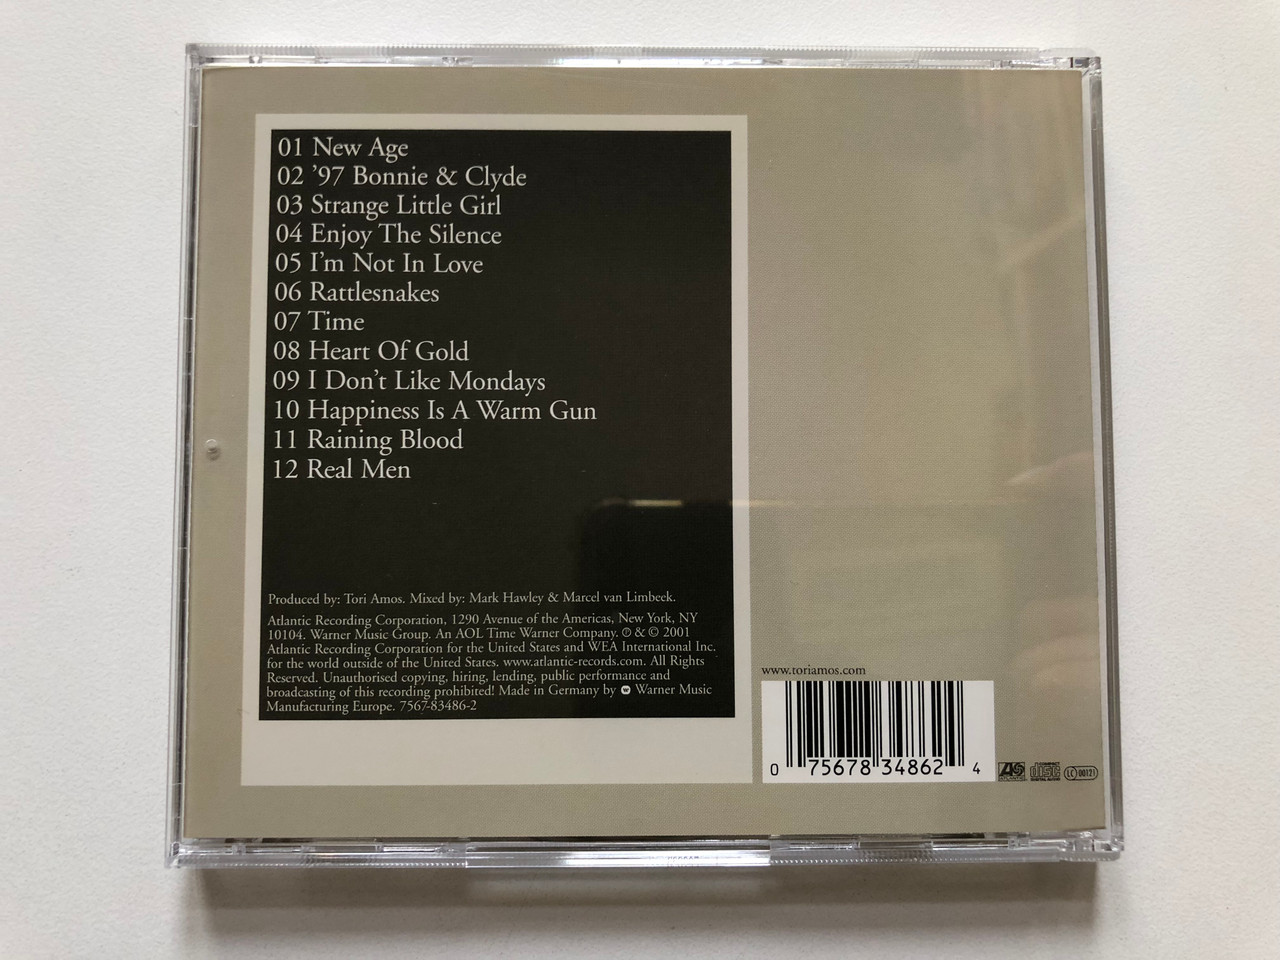 01 New Age
02 ’97 Bonnie & Clyde
03 Strange Little Girl
04 Enjoy The Silence
05 I’m Not In Love
06 Rattlesnakes
07 Time
08 Heart Of Gold
09 I Don’t Like Mondays
10 Happiness Is A Warm Gun
11 Raining Blood
12 Real Men
Produced by: Tori Amos. Mixed by: Mark Hawley & Marcel van Limbeek.
Atlantic Recording Corporation, 1290 Avenue of the Americas, New York, NY
10104. Warner Music Group. An AOL Time Warner Company. ℗ & © 2001
Atlantic Recording Corporation for the United States and WEA International Inc.
for the world outside of the United States. www.atlantic-records.com. All Rights
Reserved. Unauthorised copying, hiring, lending, public performance and
broadcasting of this recording prohibited! Made in Germany by Warner Music
Manufacturing Europe. 7567-83486-2
www.toriamos.com
0 75678 34862 4
ATLANTIC
COMPACT
disc
DIGITAL AUDIO
LC 00121